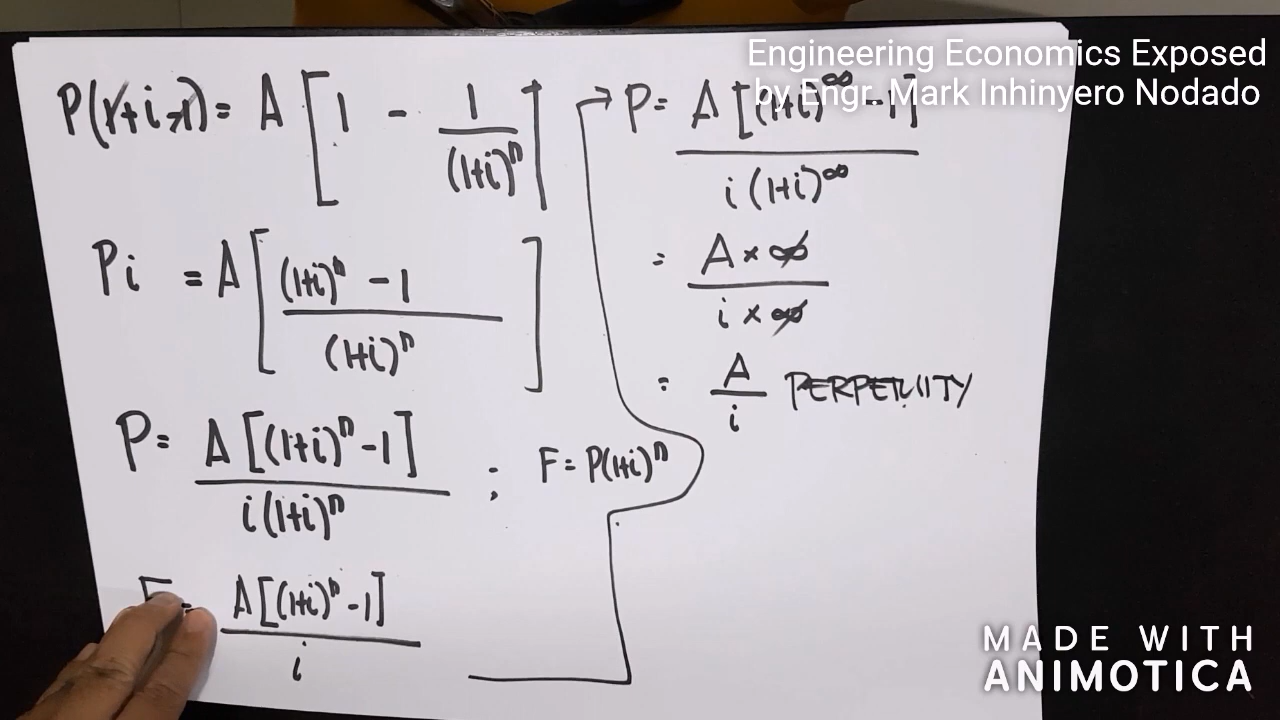 Engineering Economics Exposed
by Engr. Mark Inhinyero Nodado
P(1+i-1) = A [1 - 1/(1+i)^n]
Pi = A [(1+i)^n - 1 / (1+i)^n]
P = A[(1+i)^n - 1] / i(1+i)^n ; F = P(1+i)^n
F = A[(1+i)^n - 1] / i
P = A[(1+i)^∞ - 1] / i(1+i)^∞
= A × ∞ / i × ∞
= A / i PERPETUITY
MADE WITH
ANIMOTICA